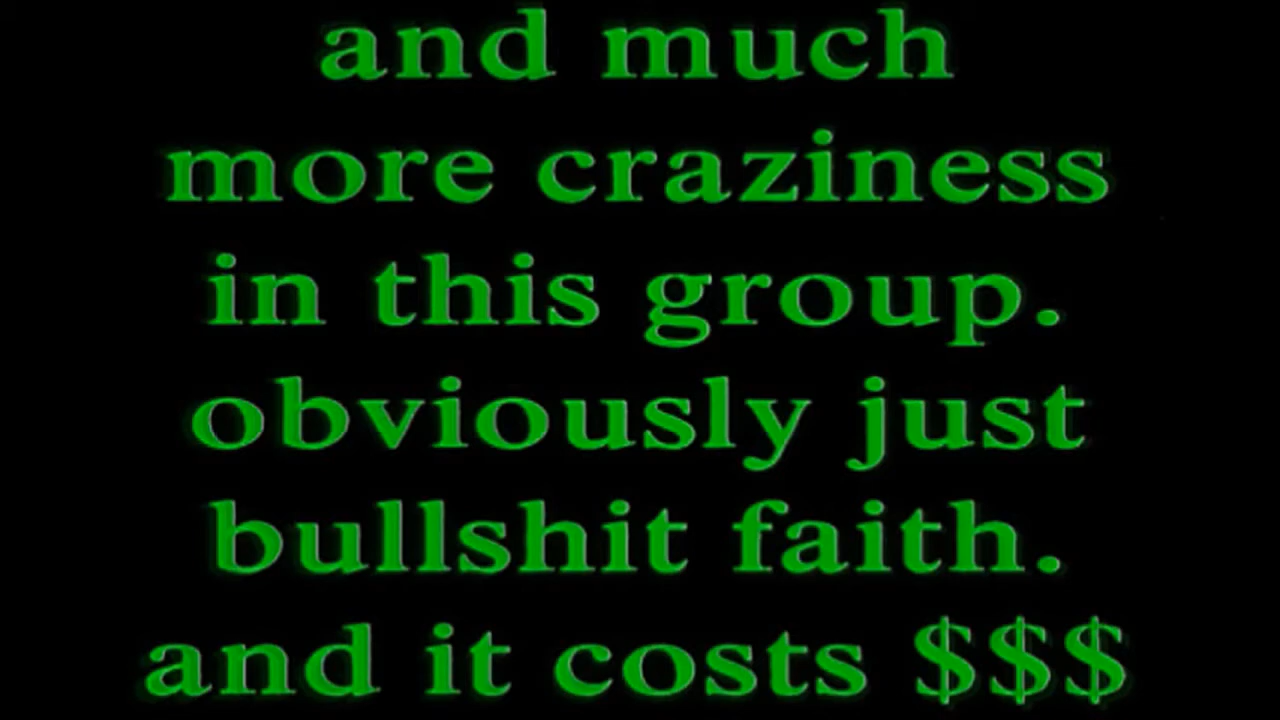 and much
more craziness
in this group.
obviously just
bullshit faith.
and it costs $$$